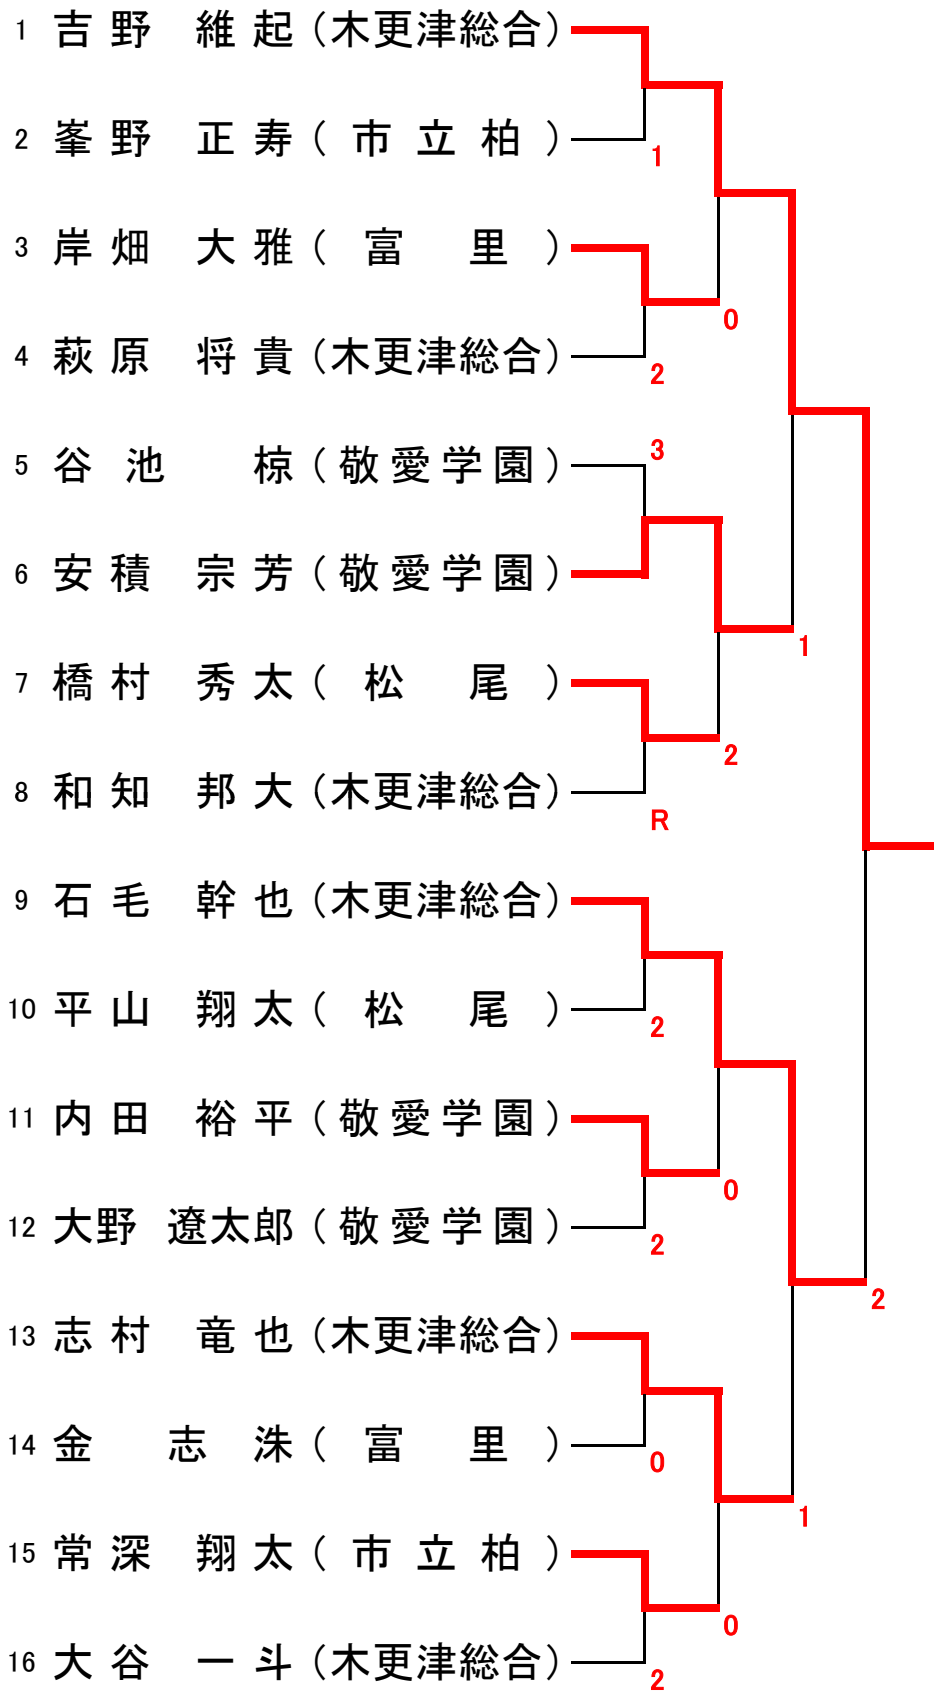 1 吉野 維起（木更津総合）
2 峯野 正寿（市立柏）
1
3 岸畑 大雅（富里）
0
4 萩原 将貴（木更津総合）
2
3
5 谷池 椋（敬愛学園）
6 安積 宗芳（敬愛学園）
1
7 橋村 秀太（松尾）
2
8 和知 邦大（木更津総合）
R
9 石毛 幹也（木更津総合）
10 平山 翔太（松尾）
2
11 内田 裕平（敬愛学園）
0
12 大野 遼太郎（敬愛学園）
2
2
13 志村 竜也（木更津総合）
14 金 志洙（富里）
0
1
15 常深 翔太（市立柏）
0
16 大谷 一斗（木更津総合）
2